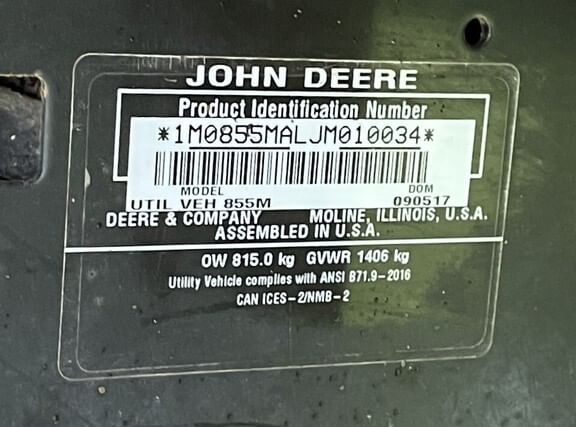 JOHN DEERE
Product Identification Number
*1M0855MALJM010034*
MODEL DOM
UTIL VEH 855M 090517
DEERE & COMPANY MOLINE, ILLINOIS, U.S.A.
ASSEMBLED IN U.S.A.
OW 815.0 kg GVWR 1406 kg
Utility Vehicle complies with ANSI B71.9-2016
CAN ICES-2/NMB-2